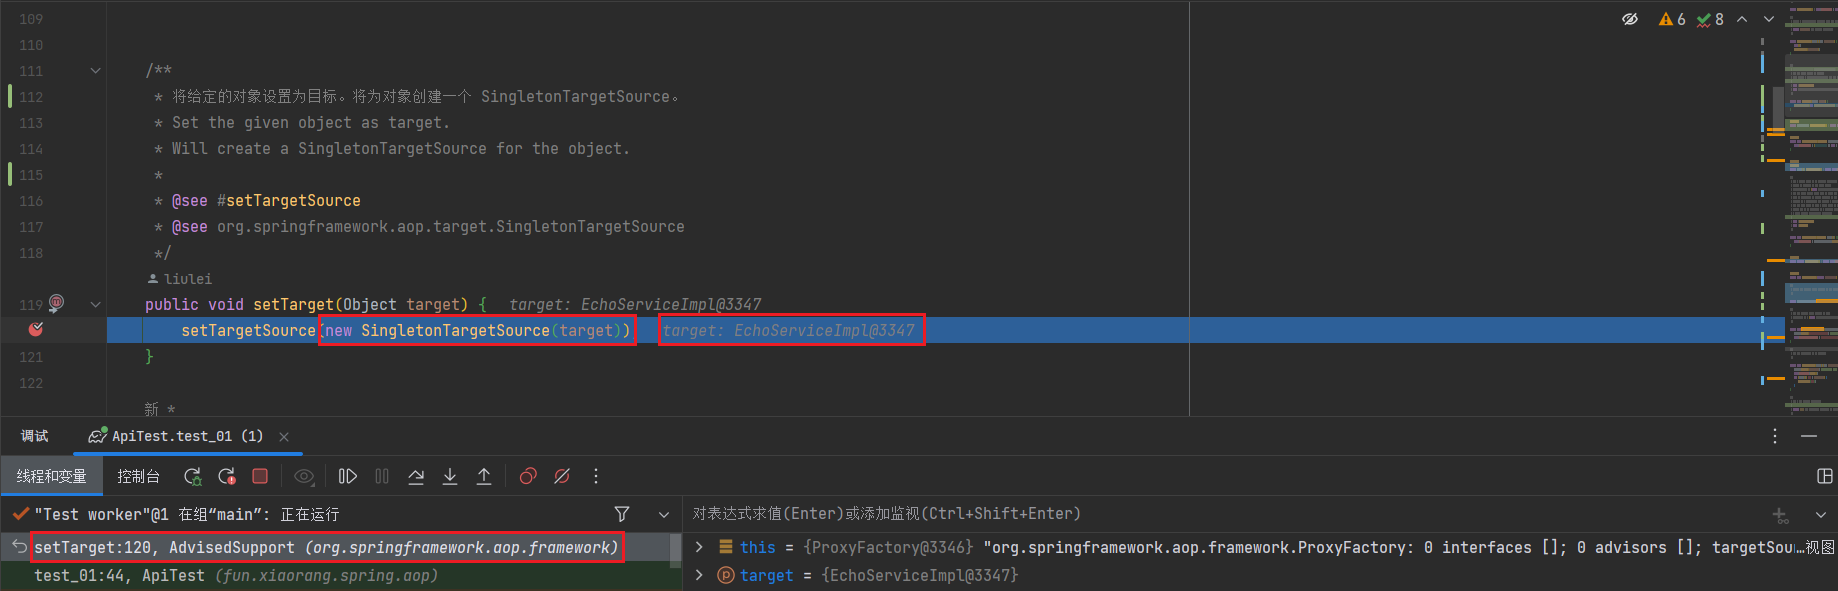 109
110 6 8
111 /**
112 * 将给定的对象设置为目标。将为对象创建一个 SingletonTargetSource。
113 * Set the given object as target.
114 * Will create a SingletonTargetSource for the object.
115 *
116 * @see #setTargetSource
117 * @see org.springframework.aop.target.SingletonTargetSource
118 */
liulei
119 public void setTarget(Object target) { target: EchoServiceImpl@3347
setTargetSource(new SingletonTargetSource(target)) target: EchoServiceImpl@3347
121 }
122
新 *
调试 ApiTest.test_01 (1)
线程和变量 控制台
"Test worker"@1 在组“main”: 正在运行
对表达式求值(Enter)或添加监视(Ctrl+Shift+Enter)
setTarget:120, AdvisedSupport (org.springframework.aop.framework)
this = {ProxyFactory@3346} "org.springframework.aop.framework.ProxyFactory: 0 interfaces []; 0 advisors []; targetSou...视图
test_01:44, ApiTest (fun.xiaorang.spring.aop)
target = {EchoServiceImpl@3347}